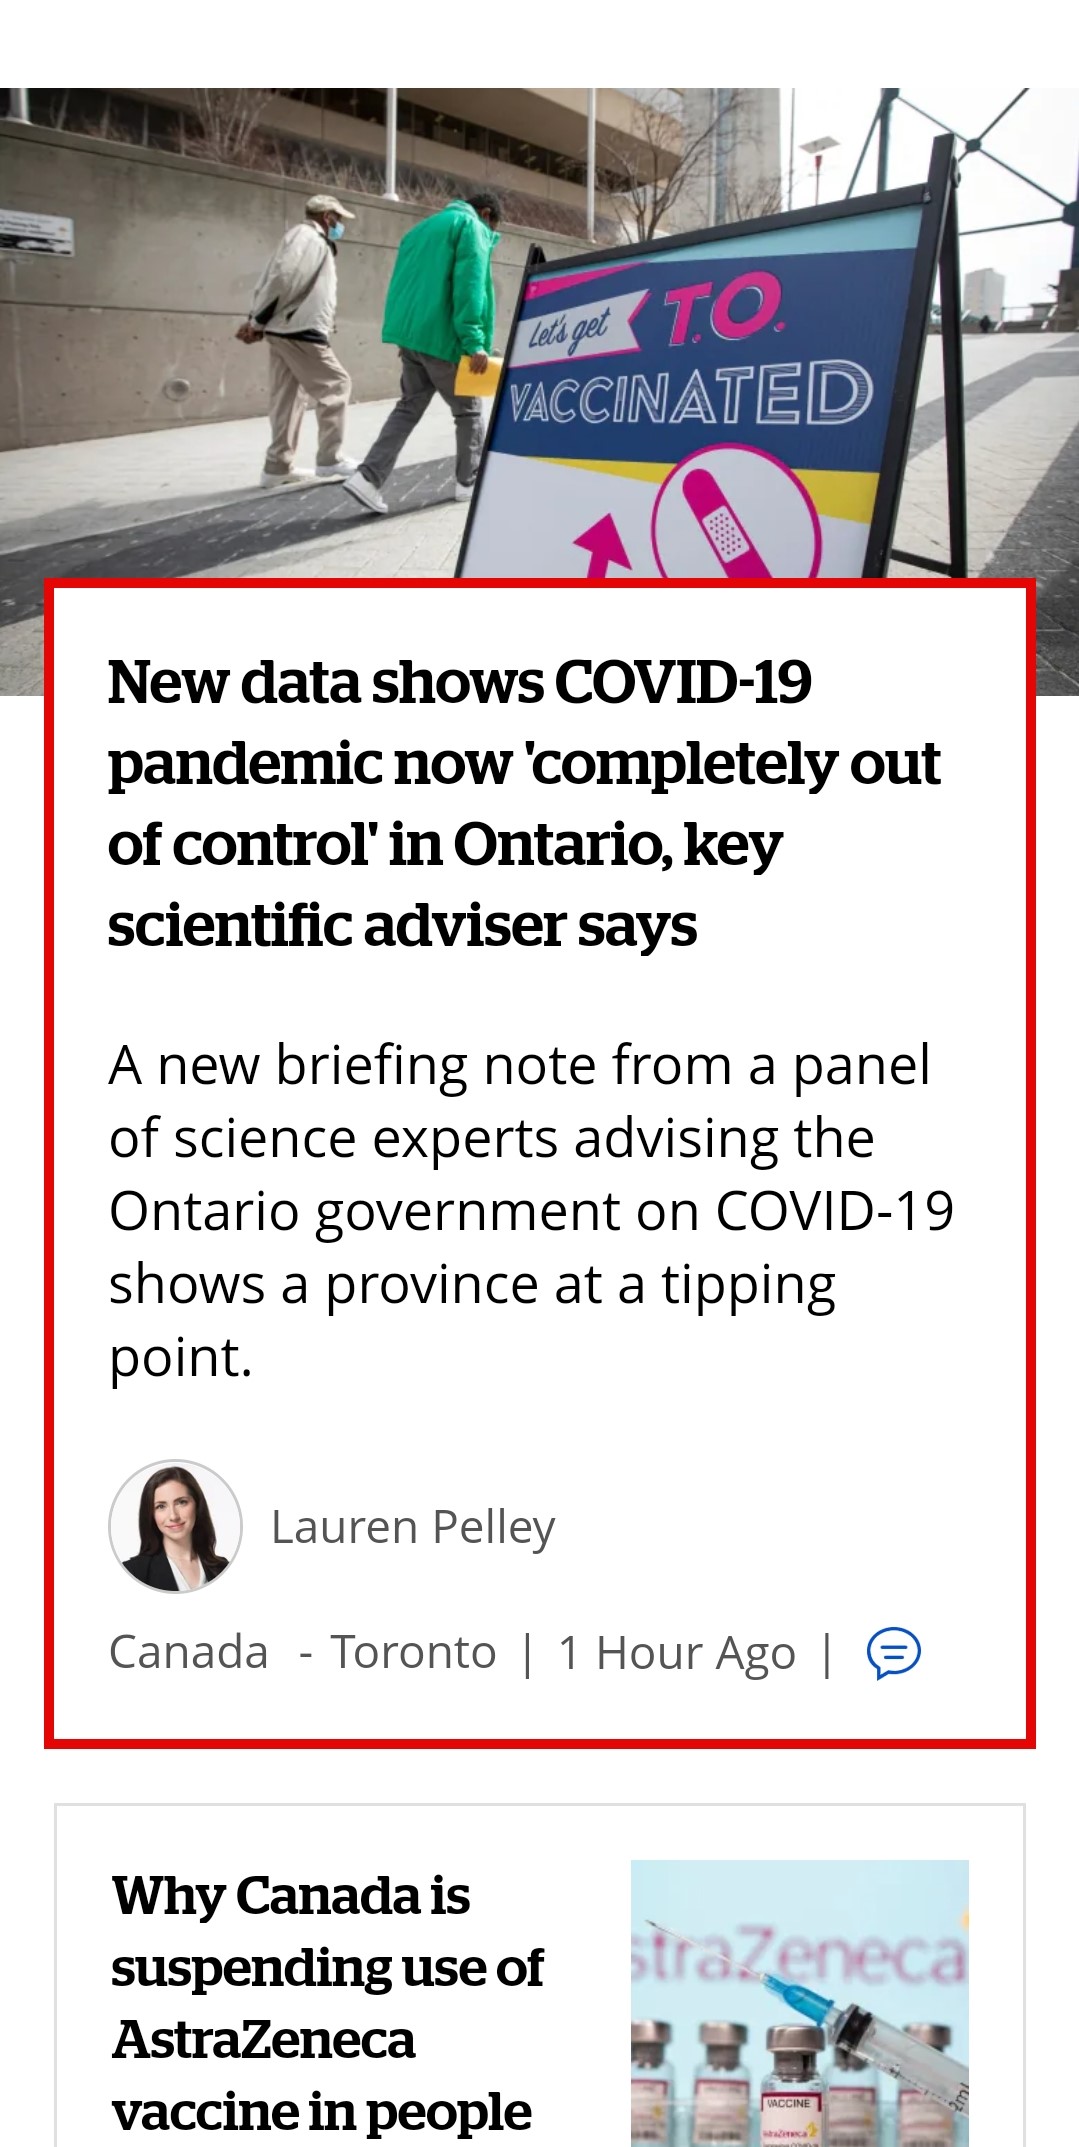 Let's get
T.O.
VACCINATED
New data shows COVID-19
pandemic now 'completely out
of control' in Ontario, key
scientific adviser says
A new briefing note from a panel
of science experts advising the
Ontario government on COVID-19
shows a province at a tipping
point.
Lauren Pelley
Canada - Toronto | 1 Hour Ago |
Why Canada is
suspending use of
AstraZeneca
vaccine in people
straZeneca
VACCINE